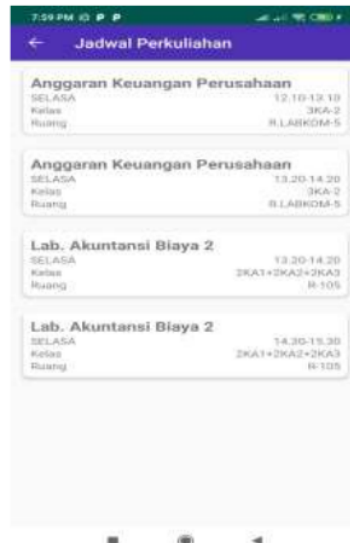 7:59 PM P P
Jadwal Perkuliahan
Anggaran Keuangan Perusahaan
SELASA 12.10-13.10
Kelas 3KA-2
Ruang R.LABKOM-5
Anggaran Keuangan Perusahaan
SELASA 13.20-14.20
Kelas 3KA-2
Ruang R.LABKOM-5
Lab. Akuntansi Biaya 2
SELASA 13.20-14.20
Kelas 2KA1+2KA2+2KA3
Ruang R-105
Lab. Akuntansi Biaya 2
SELASA 14.30-15.30
Kelas 2KA1+2KA2+2KA3
Ruang R-105